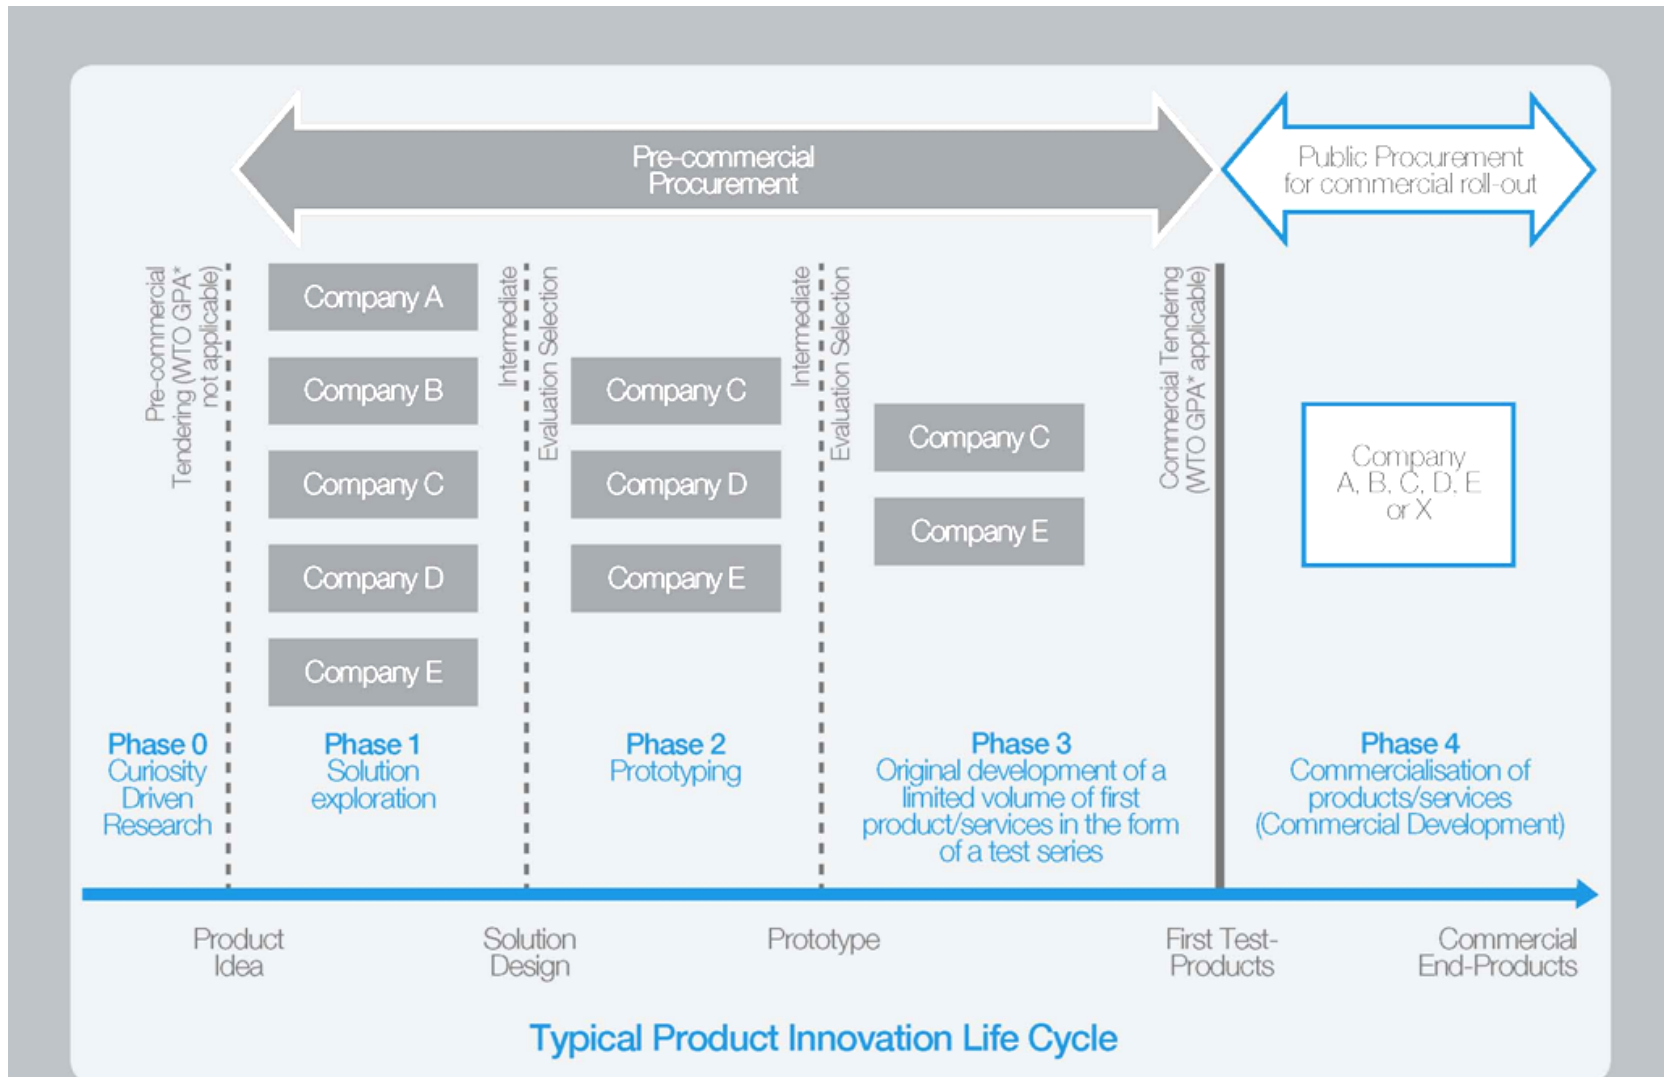 Pre-commercial
Procurement
Public Procurement
for commercial roll-out
Pre-commercial
Tendering (WTO GPA*
not applicable)
Company A
Company B
Company C
Company D
Company E
Intermediate
Evaluation Selection
Company C
Company D
Company E
Intermediate
Evaluation Selection
Company C
Company E
Commercial Tendering
(WTO GPA* applicable)
Company
A, B, C, D, E
or X
Phase 0
Curiosity
Driven
Research
Phase 1
Solution
exploration
Phase 2
Prototyping
Phase 3
Original development of a
limited volume of first
product/services in the form
of a test series
Phase 4
Commercialisation of
products/services
(Commercial Development)
Product
Idea
Solution
Design
Prototype
First Test-
Products
Commercial
End-Products
Typical Product Innovation Life Cycle